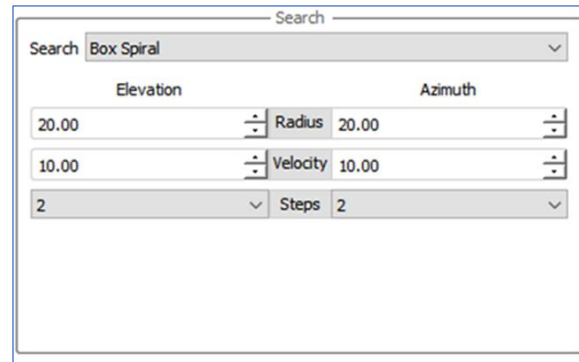 Search
Search Box Spiral
Elevation Azimuth
20.00 Radius 20.00
10.00 Velocity 10.00
2 Steps 2